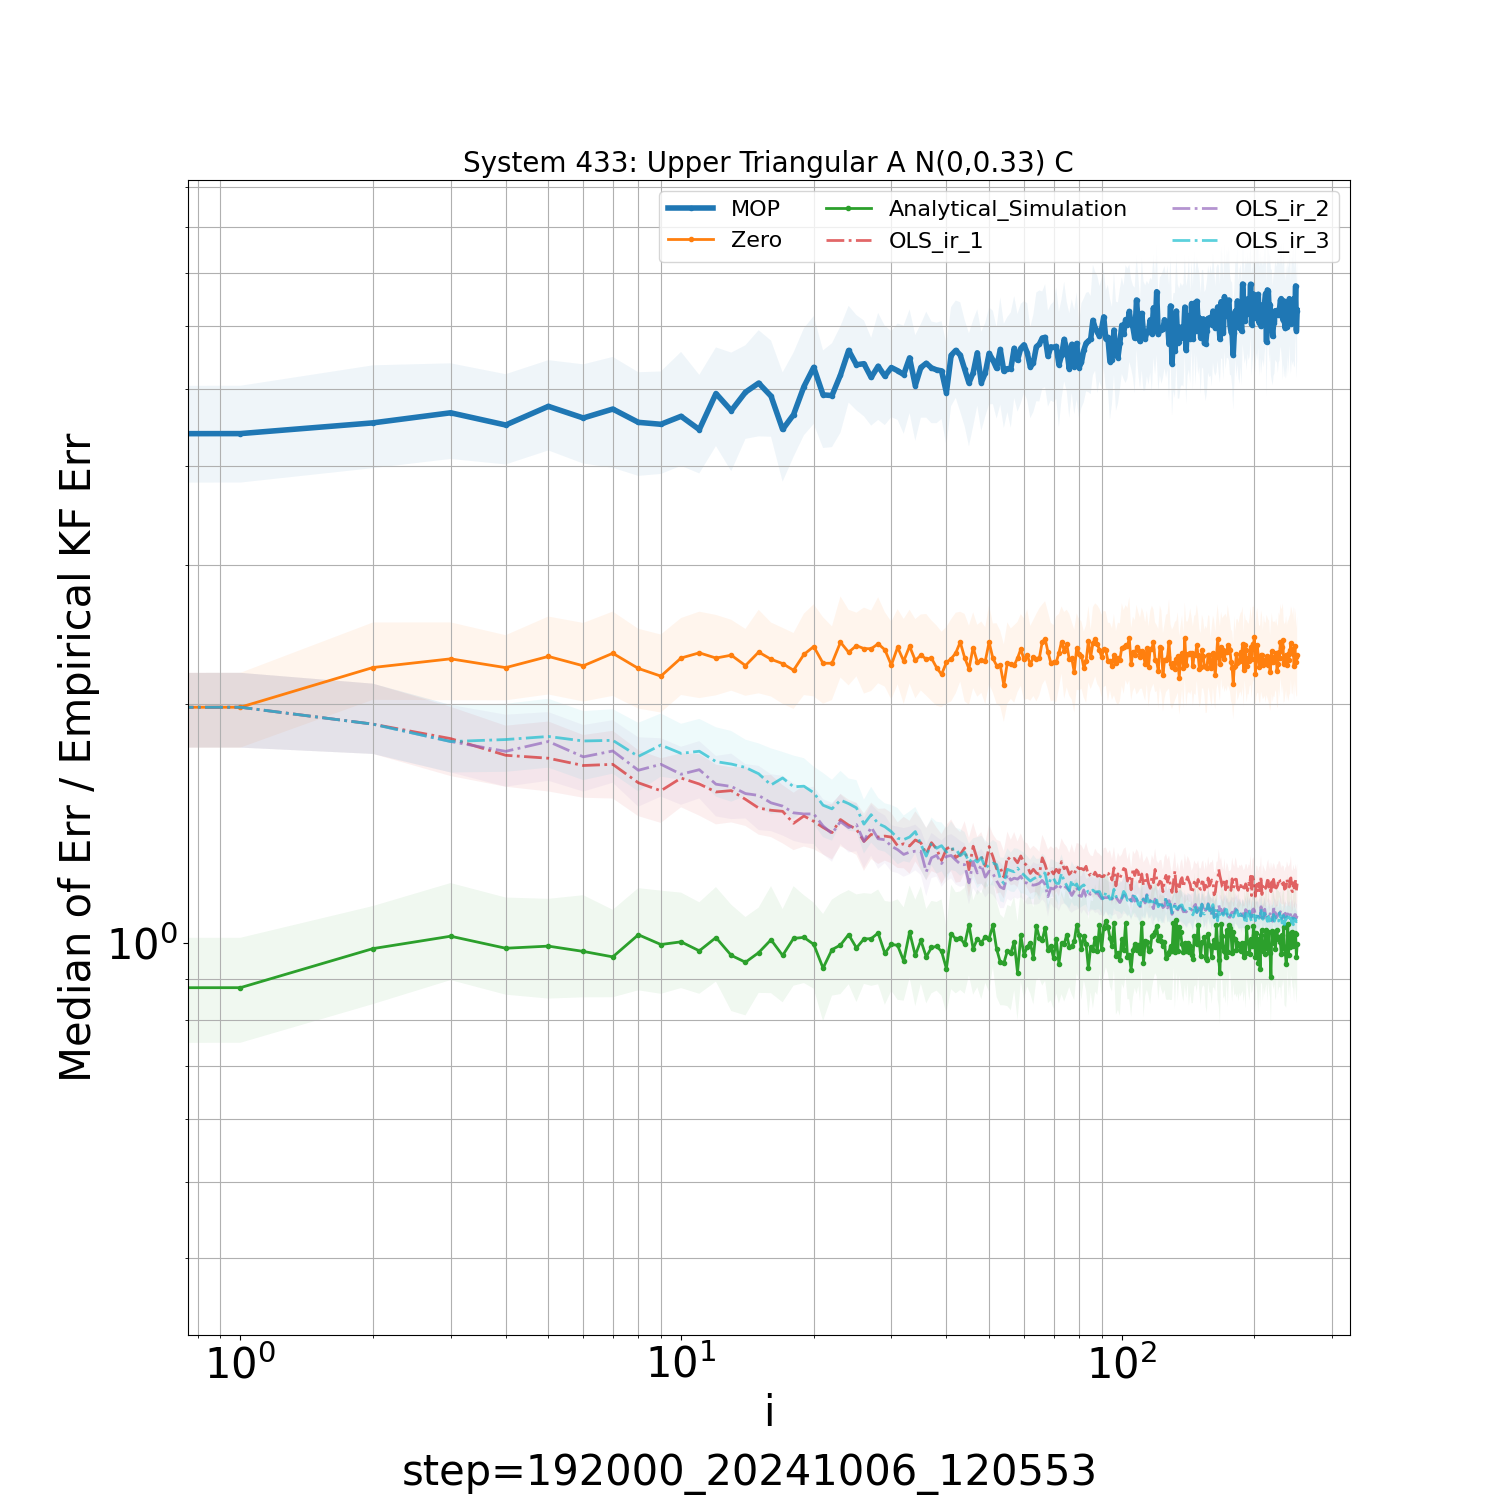 System 433: Upper Triangular A N(0,0.33) C
MOP
Zero
Analytical_Simulation
OLS_ir_1
OLS_ir_2
OLS_ir_3
Median of Err / Empirical KF Err
10⁰
10⁰
10¹
10²
i
step=192000_20241006_120553